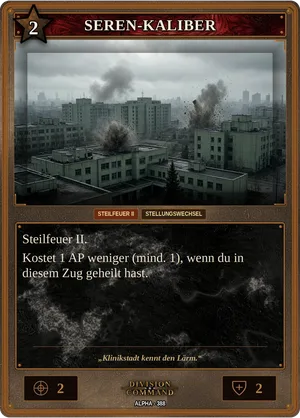 2
SEREN-KALIBER
STEILFEUER II
STELLUNGSWECHSEL
Steilfeuer II.
Kostet 1 AP weniger (mind. 1), wenn du in
diesem Zug geheilt hast.
„Klinikstadt kennt den Lärm.“
2
DIVISION
COMMAND
ALPHA · 388
2